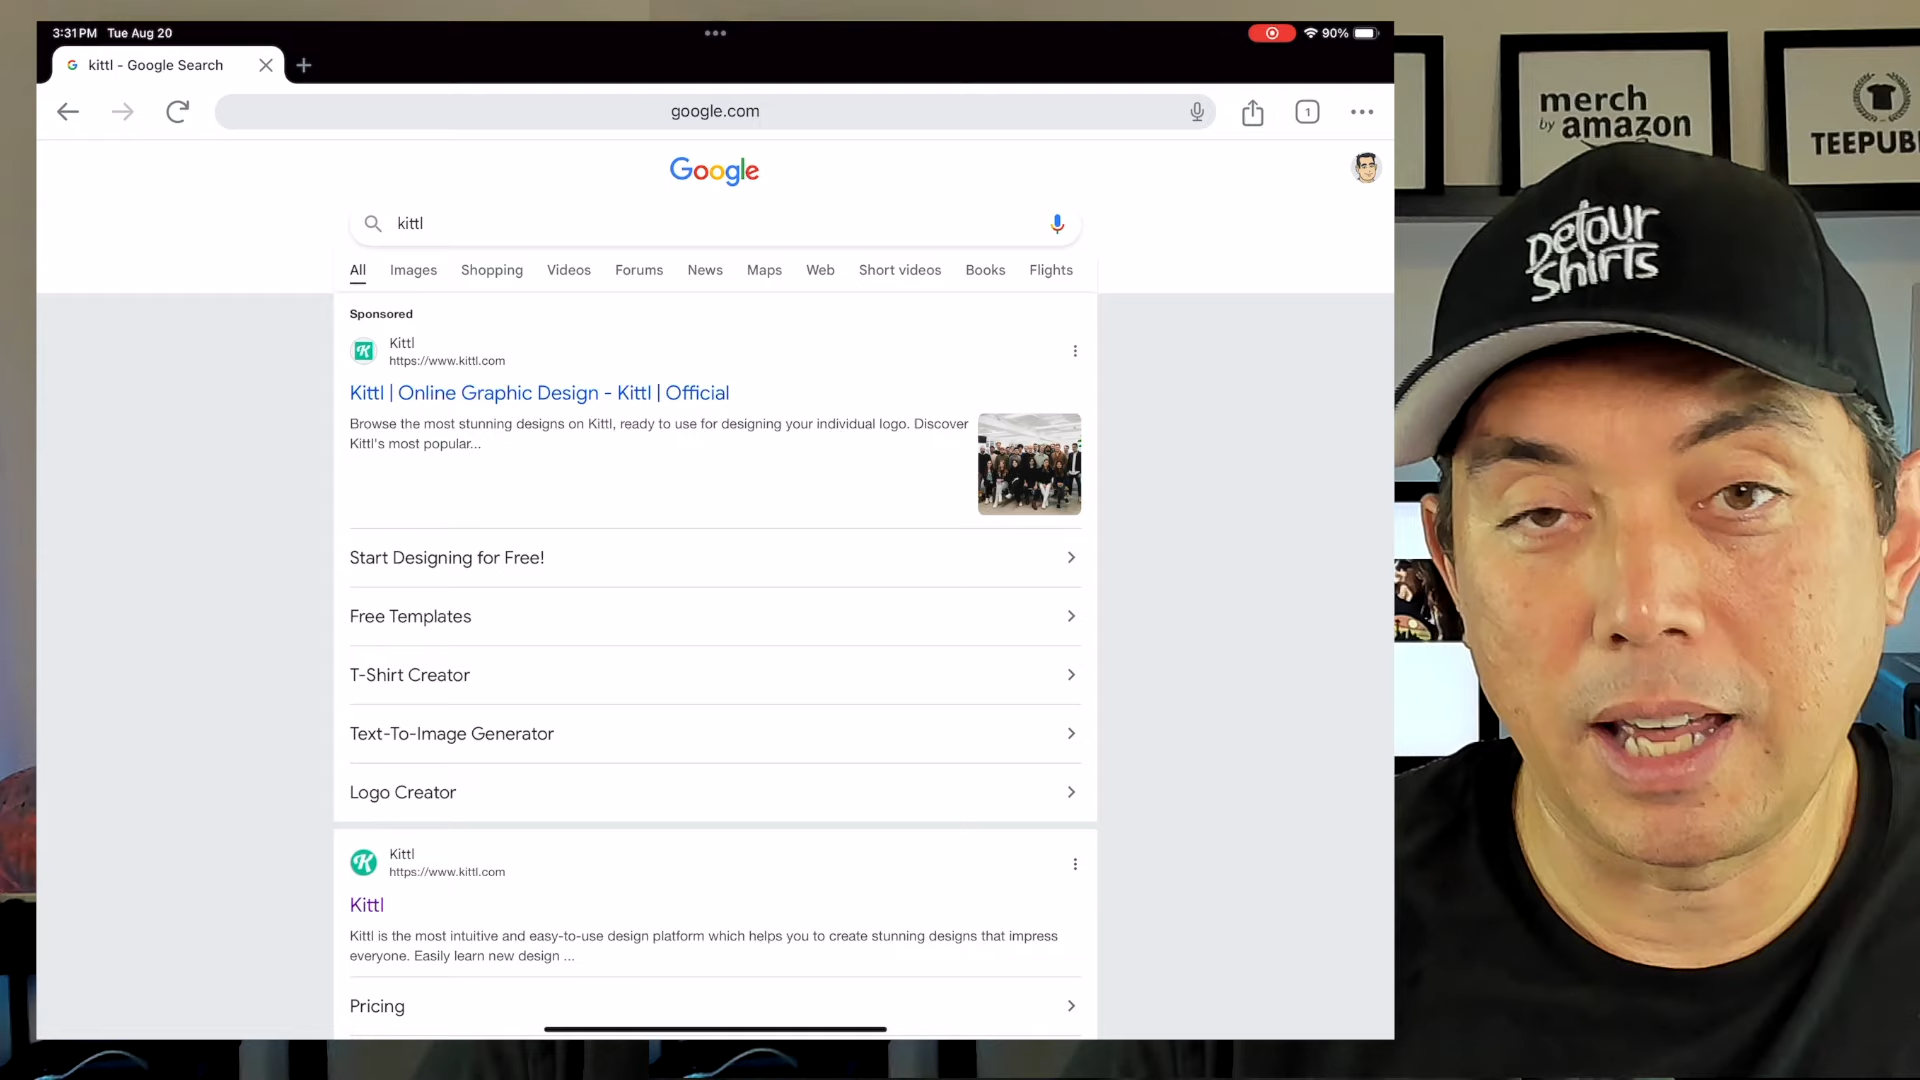 3:31 PM Tue Aug 20
90%
kittl - Google Search
google.com
1
Google
kittl
All Images Shopping Videos Forums News Maps Web Short videos Books Flights
Sponsored
Kittl
https://www.kittl.com
Kittl | Online Graphic Design - Kittl | Official
Browse the most stunning designs on Kittl, ready to use for designing your individual logo. Discover
Kittl's most popular...
Start Designing for Free!
Free Templates
T-Shirt Creator
Text-To-Image Generator
Logo Creator
Kittl
https://www.kittl.com
Kittl
Kittl is the most intuitive and easy-to-use design platform which helps you to create stunning designs that impress
everyone. Easily learn new design ...
Pricing
merch
by amazon
TEEPUB
Detour
Shirts